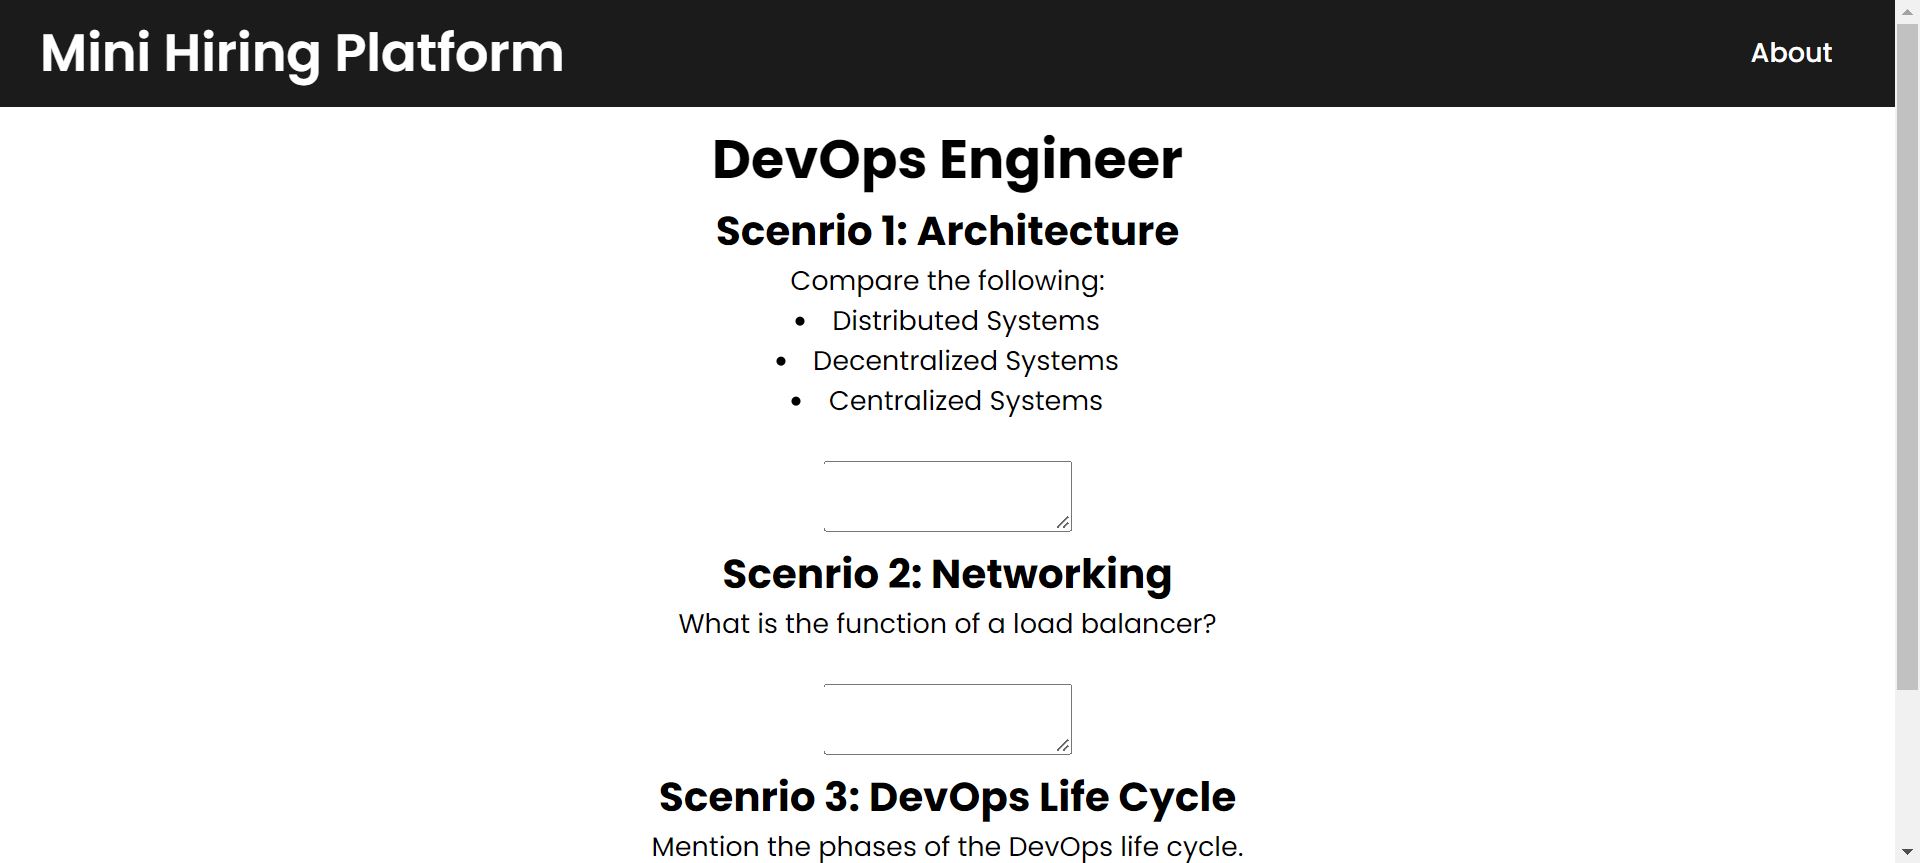 Mini Hiring Platform
About
DevOps Engineer
Scenrio 1: Architecture
Compare the following:
• Distributed Systems
• Decentralized Systems
• Centralized Systems
Scenrio 2: Networking
What is the function of a load balancer?
Scenrio 3: DevOps Life Cycle
Mention the phases of the DevOps life cycle.